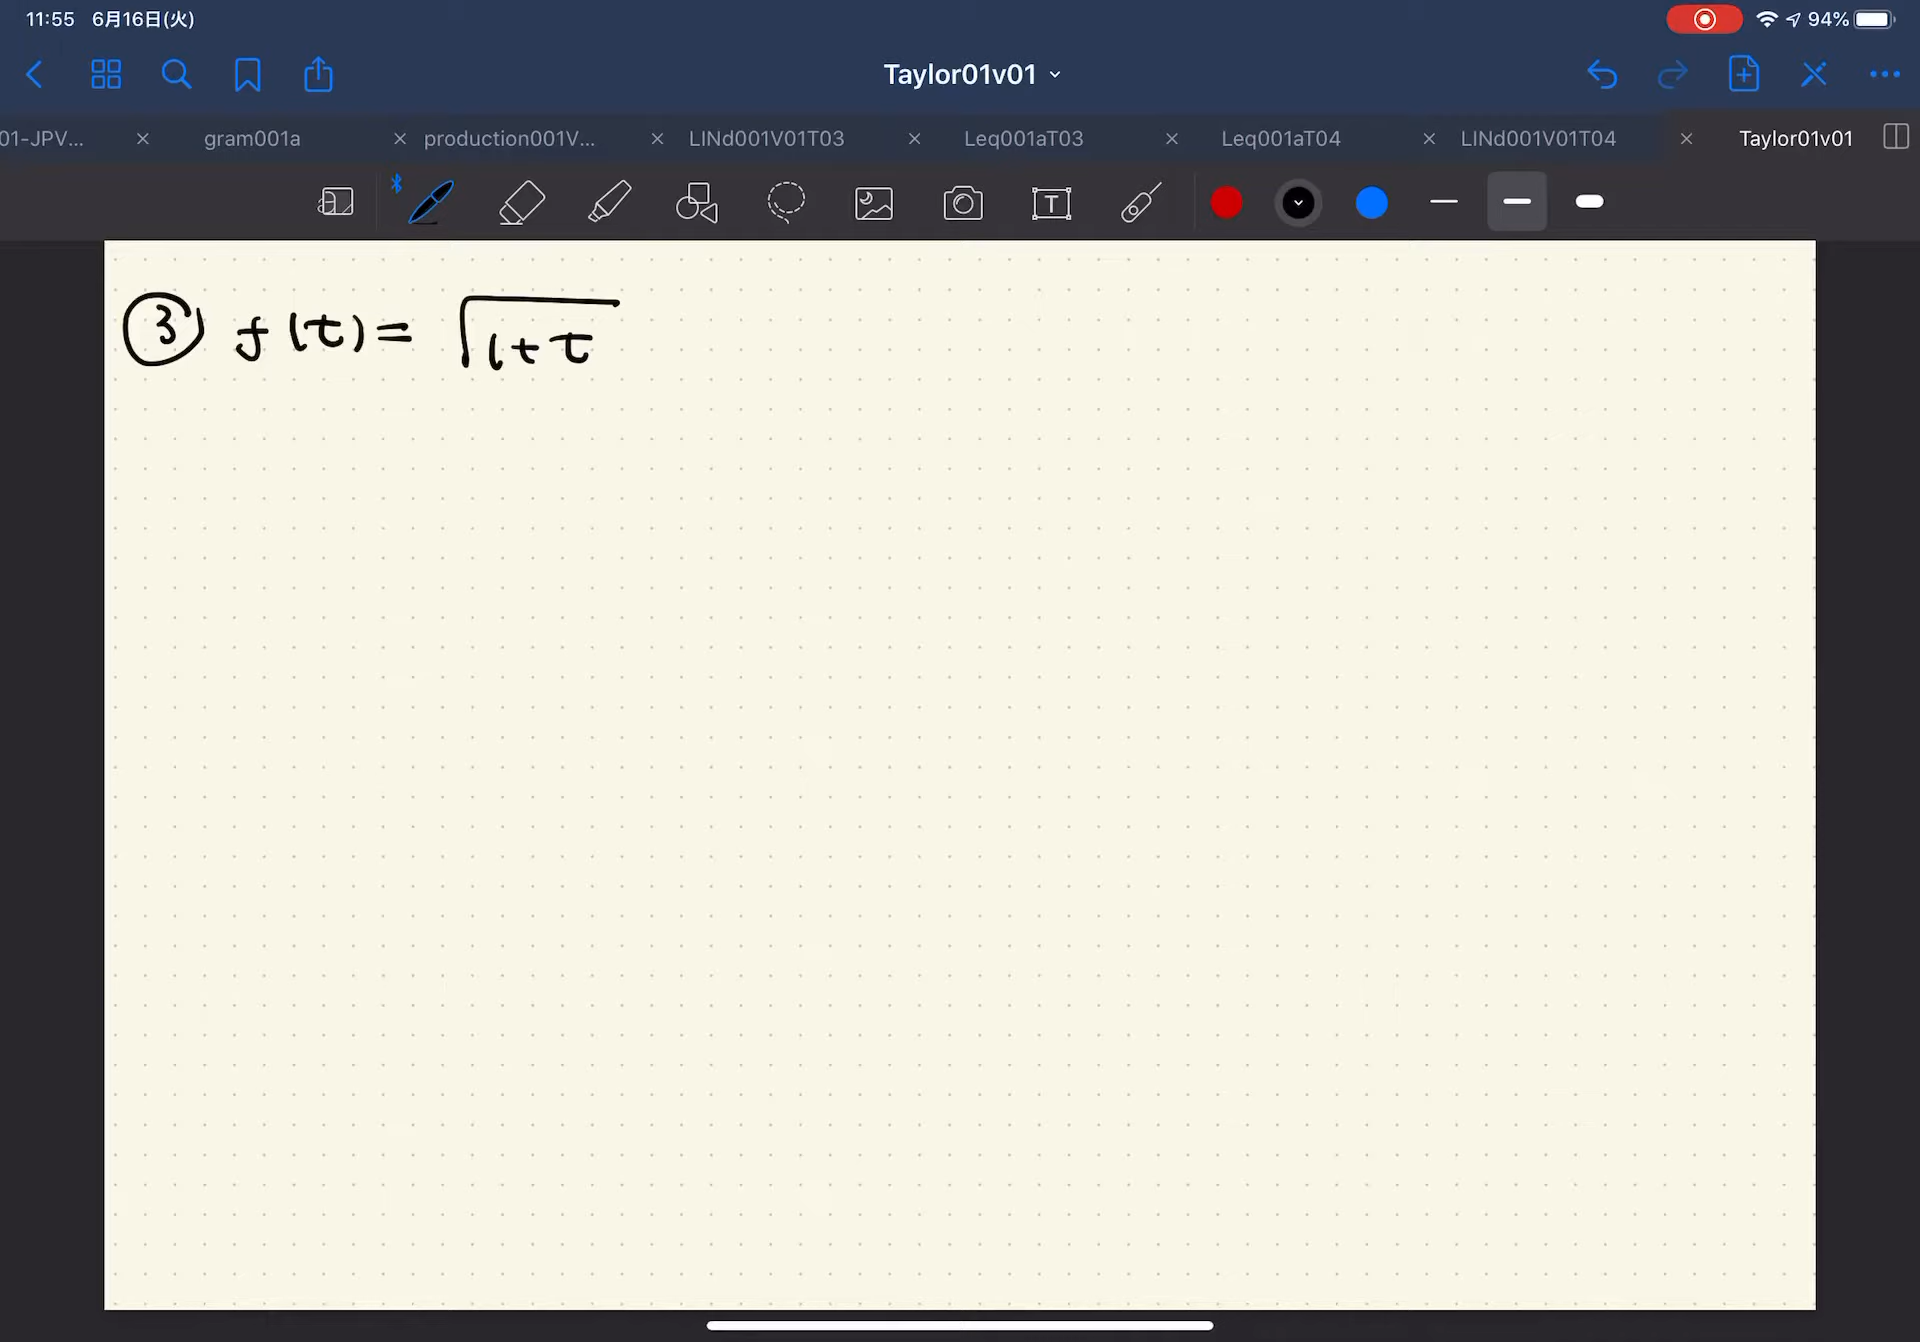 11:55 6月16日(火) 94%
Taylor01v01
01-JPV... gram001a production001V... LINd001V01T03 Leq001aT03 Leq001aT04 LINd001V01T04 Taylor01v01
T
③ f(t)= √1+t